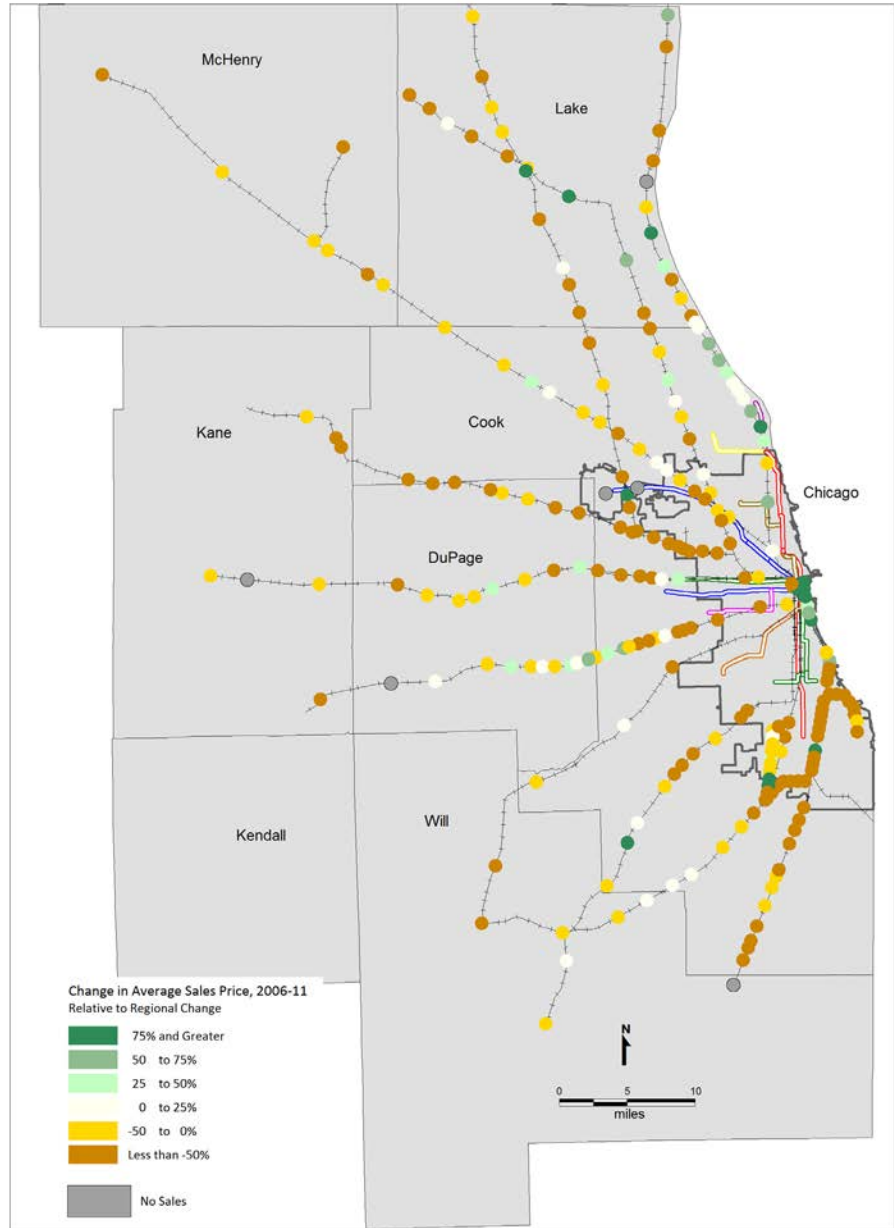 McHenry
Lake
Kane
Cook
Chicago
DuPage
Kendall
Will
Change in Average Sales Price, 2006-11
Relative to Regional Change
75% and Greater
50 to 75%
25 to 50%
0 to 25%
-50 to 0%
Less than -50%
No Sales
N
0 5 10
miles